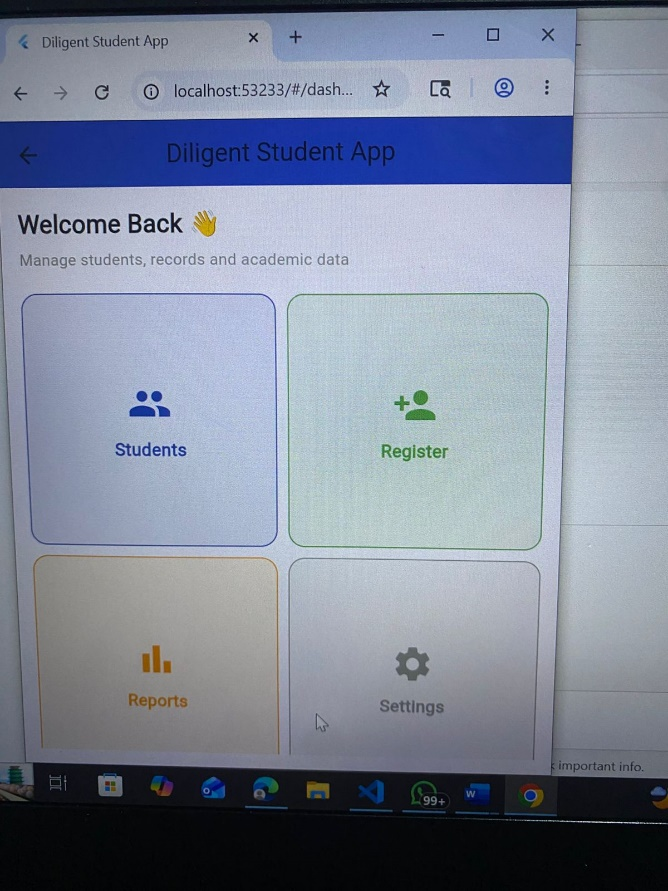 Diligent Student App
localhost:53233/#/dash...
Diligent Student App
Welcome Back 👋
Manage students, records and academic data
Students
Register
Reports
Settings
important info.
99+
W